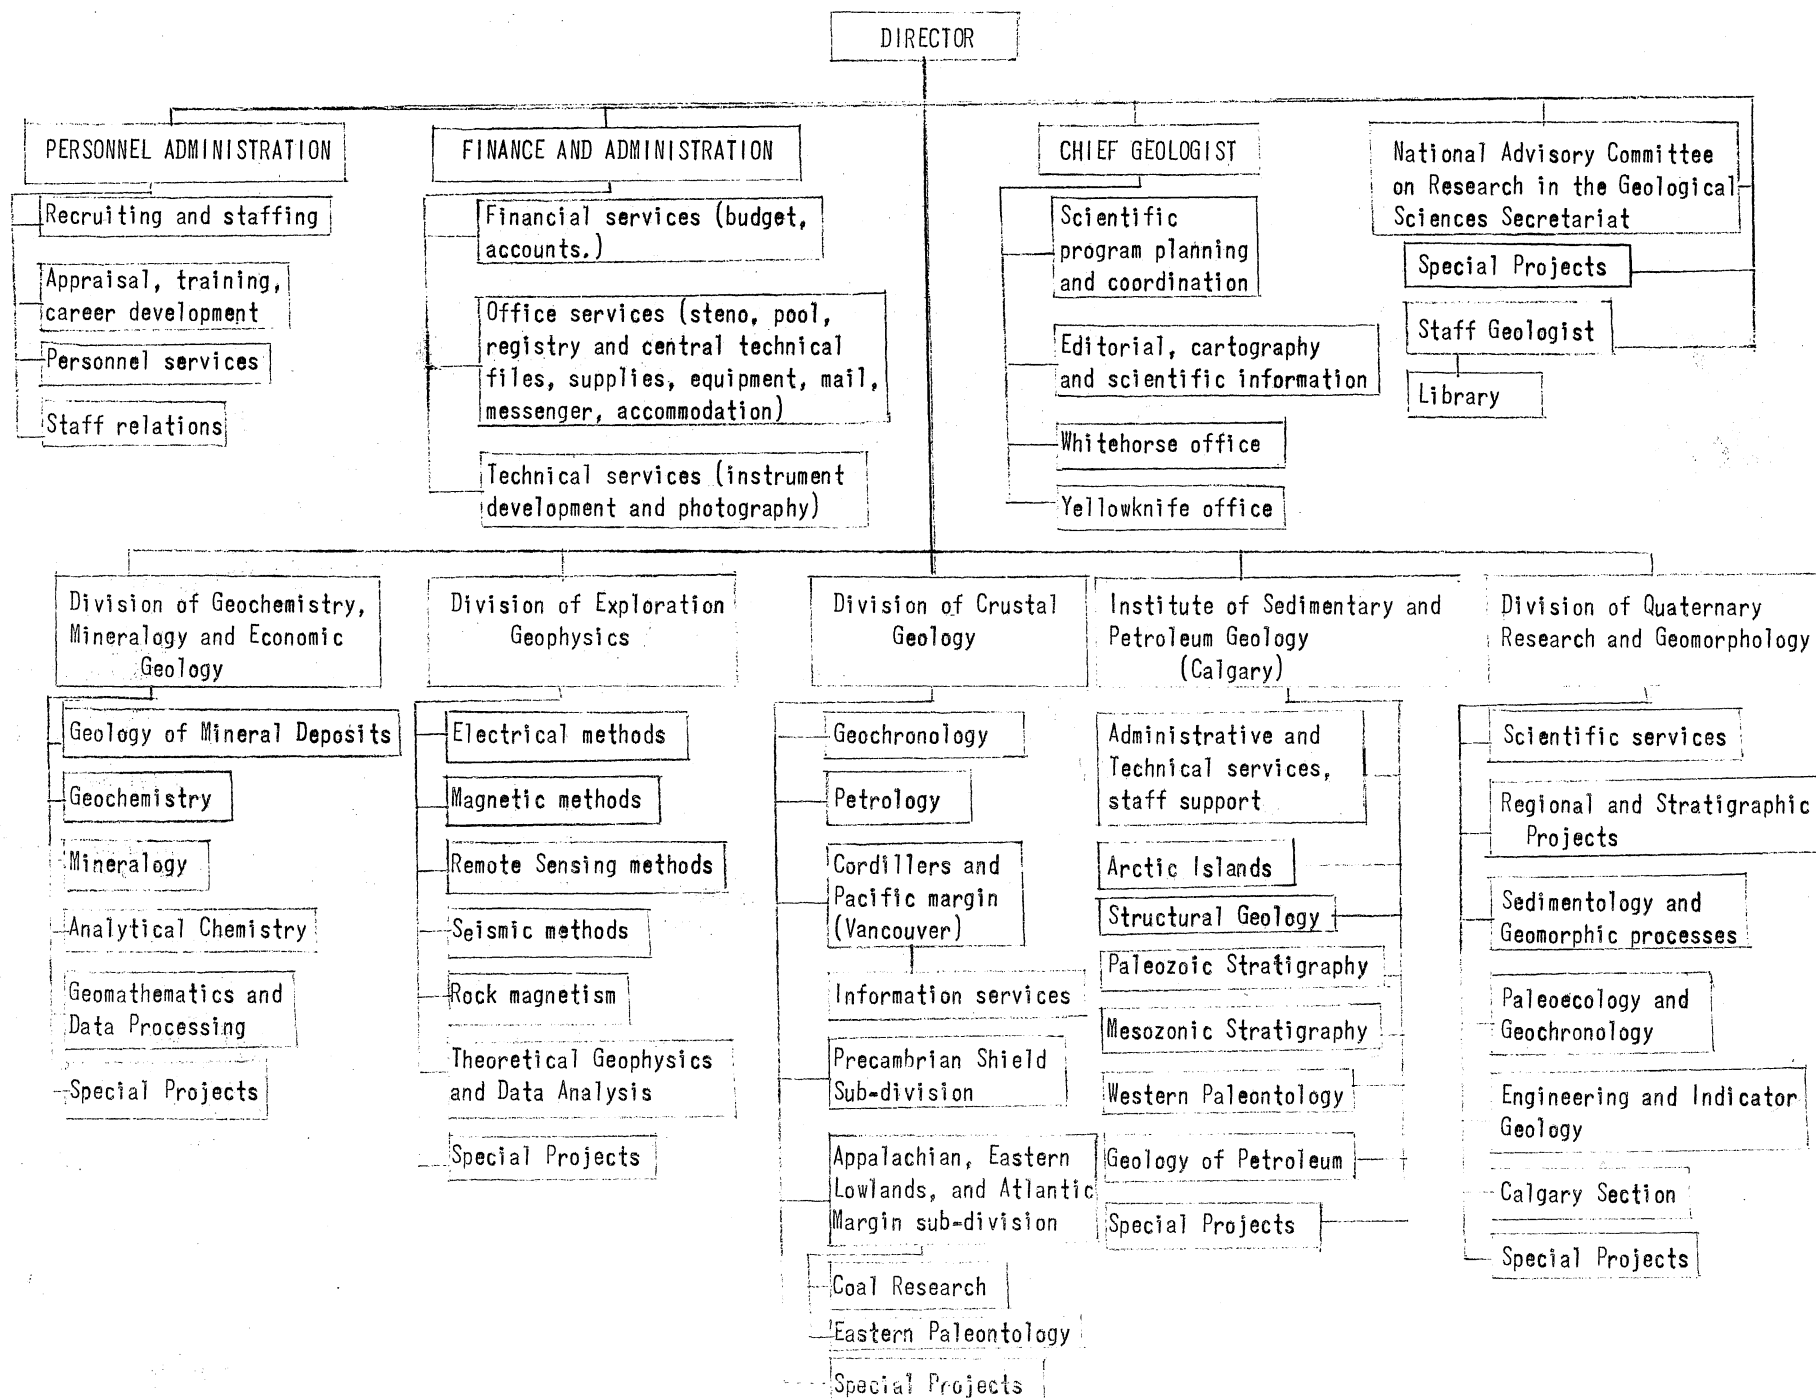 DIRECTOR
PERSONNEL ADMINISTRATION
Recruiting and staffing
Appraisal, training,
career development
Personnel services
Staff relations
FINANCE AND ADMINISTRATION
Financial services (budget,
accounts.)
Office services (steno, pool,
registry and central technical
files, supplies, equipment, mail,
messenger, accommodation)
Technical services (instrument
development and photography)
CHIEF GEOLOGIST
Scientific
program planning
and coordination
Editorial, cartography
and scientific information
Whitehorse office
Yellowknife office
National Advisory Committee
on Research in the Geological
Sciences Secretariat
Special Projects
Staff Geologist
Library
Division of Geochemistry,
Mineralogy and Economic
Geology
Geology of Mineral Deposits
Geochemistry
Mineralogy
Analytical Chemistry
Geomathematics and
Data Processing
Special Projects
Division of Exploration
Geophysics
Electrical methods
Magnetic methods
Remote Sensing methods
Seismic methods
Rock magnetism
Theoretical Geophysics
and Data Analysis
Special Projects
Division of Crustal
Geology
Geochronology
Petrology
Cordillers and
Pacific margin
(Vancouver)
Information services
Precambrian Shield
Sub-division
Appalachian, Eastern
Lowlands, and Atlantic
Margin sub-division
Coal Research
Eastern Paleontology
Special Projects
Institute of Sedimentary and
Petroleum Geology
(Calgary)
Administrative and
Technical services,
staff support
Arctic Islands
Structural Geology
Paleozoic Stratigraphy
Mesozonic Stratigraphy
Western Paleontology
Geology of Petroleum
Special Projects
Division of Quaternary
Research and Geomorphology
Scientific services
Regional and Stratigraphic
Projects
Sedimentology and
Geomorphic processes
Paleoecology and
Geochronology
Engineering and Indicator
Geology
Calgary Section
Special Projects